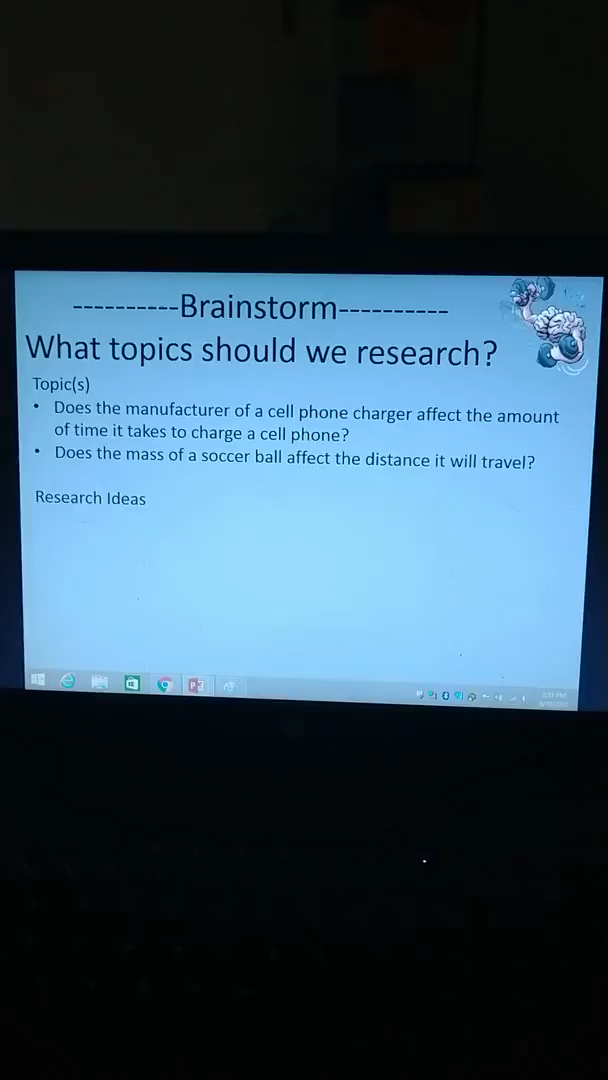 ----------Brainstorm----------
What topics should we research?
Topic(s)
• Does the manufacturer of a cell phone charger affect the amount
of time it takes to charge a cell phone?
• Does the mass of a soccer ball affect the distance it will travel?
Research Ideas